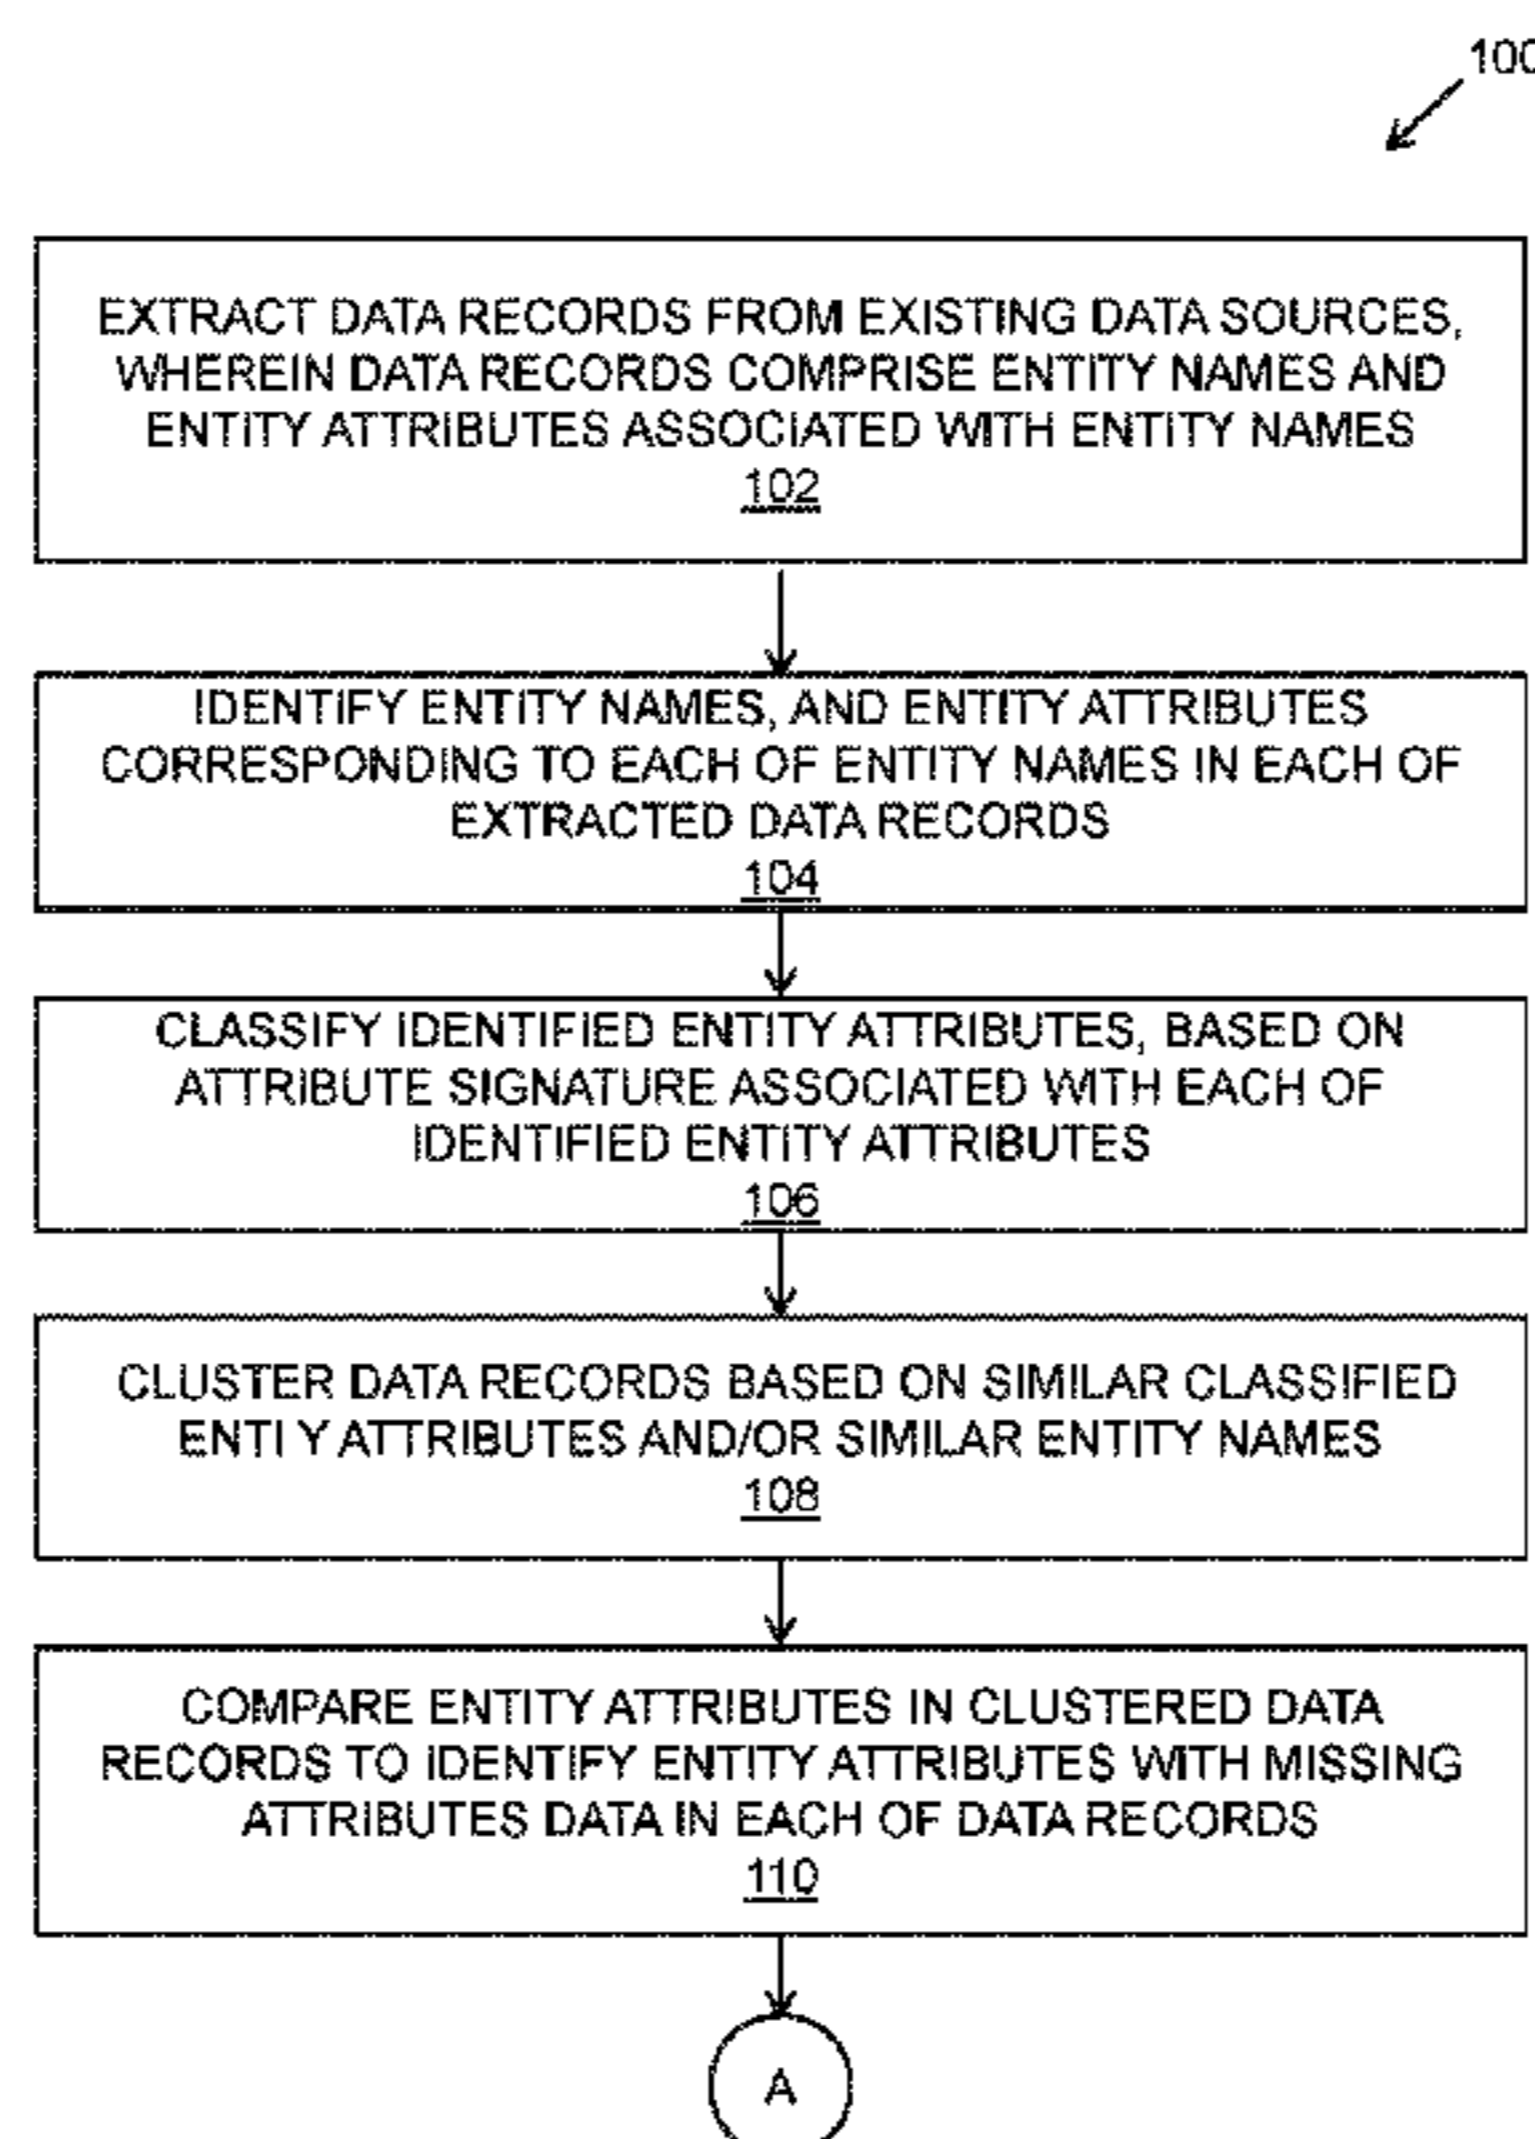 100
EXTRACT DATA RECORDS FROM EXISTING DATA SOURCES,
WHEREIN DATA RECORDS COMPRISE ENTITY NAMES AND
ENTITY ATTRIBUTES ASSOCIATED WITH ENTITY NAMES
102
IDENTIFY ENTITY NAMES, AND ENTITY ATTRIBUTES
CORRESPONDING TO EACH OF ENTITY NAMES IN EACH OF
EXTRACTED DATA RECORDS
104
CLASSIFY IDENTIFIED ENTITY ATTRIBUTES, BASED ON
ATTRIBUTE SIGNATURE ASSOCIATED WITH EACH OF
IDENTIFIED ENTITY ATTRIBUTES
106
CLUSTER DATA RECORDS BASED ON SIMILAR CLASSIFIED
ENTI Y ATTRIBUTES AND/OR SIMILAR ENTITY NAMES
108
COMPARE ENTITY ATTRIBUTES IN CLUSTERED DATA
RECORDS TO IDENTIFY ENTITY ATTRIBUTES WITH MISSING
ATTRIBUTES DATA IN EACH OF DATA RECORDS
110
A